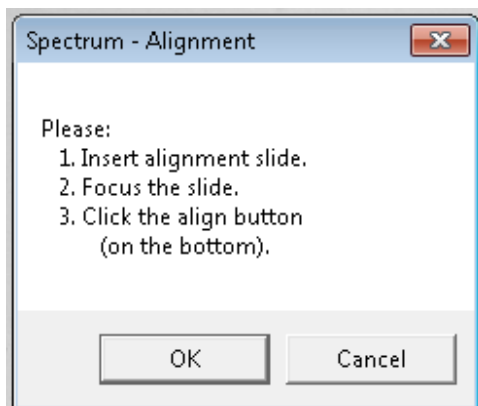 Spectrum - Alignment
Please:
1. Insert alignment slide.
2. Focus the slide.
3. Click the align button
(on the bottom).
OK
Cancel